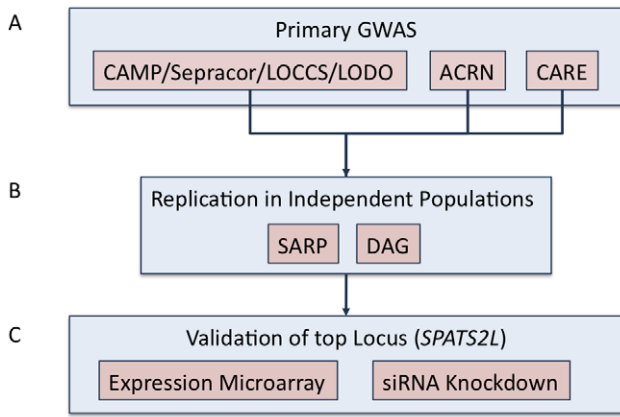 A
Primary GWAS
CAMP/Sepracor/LOCCS/LODO ACRN CARE
B
Replication in Independent Populations
SARP DAG
C
Validation of top Locus (SPATS2L)
Expression Microarray siRNA Knockdown